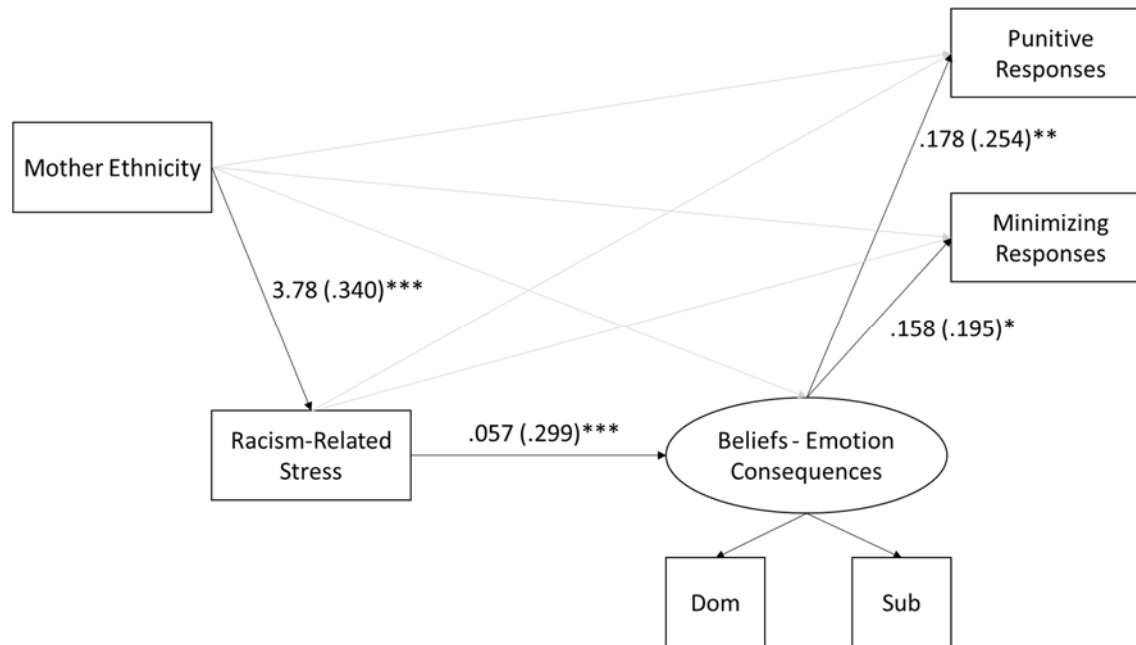 Punitive
Responses
Mother Ethnicity
.178 (.254)**
Minimizing
Responses
3.78 (.340)***
.158 (.195)*
Racism-Related
Stress
.057 (.299)***
Beliefs - Emotion
Consequences
Dom
Sub